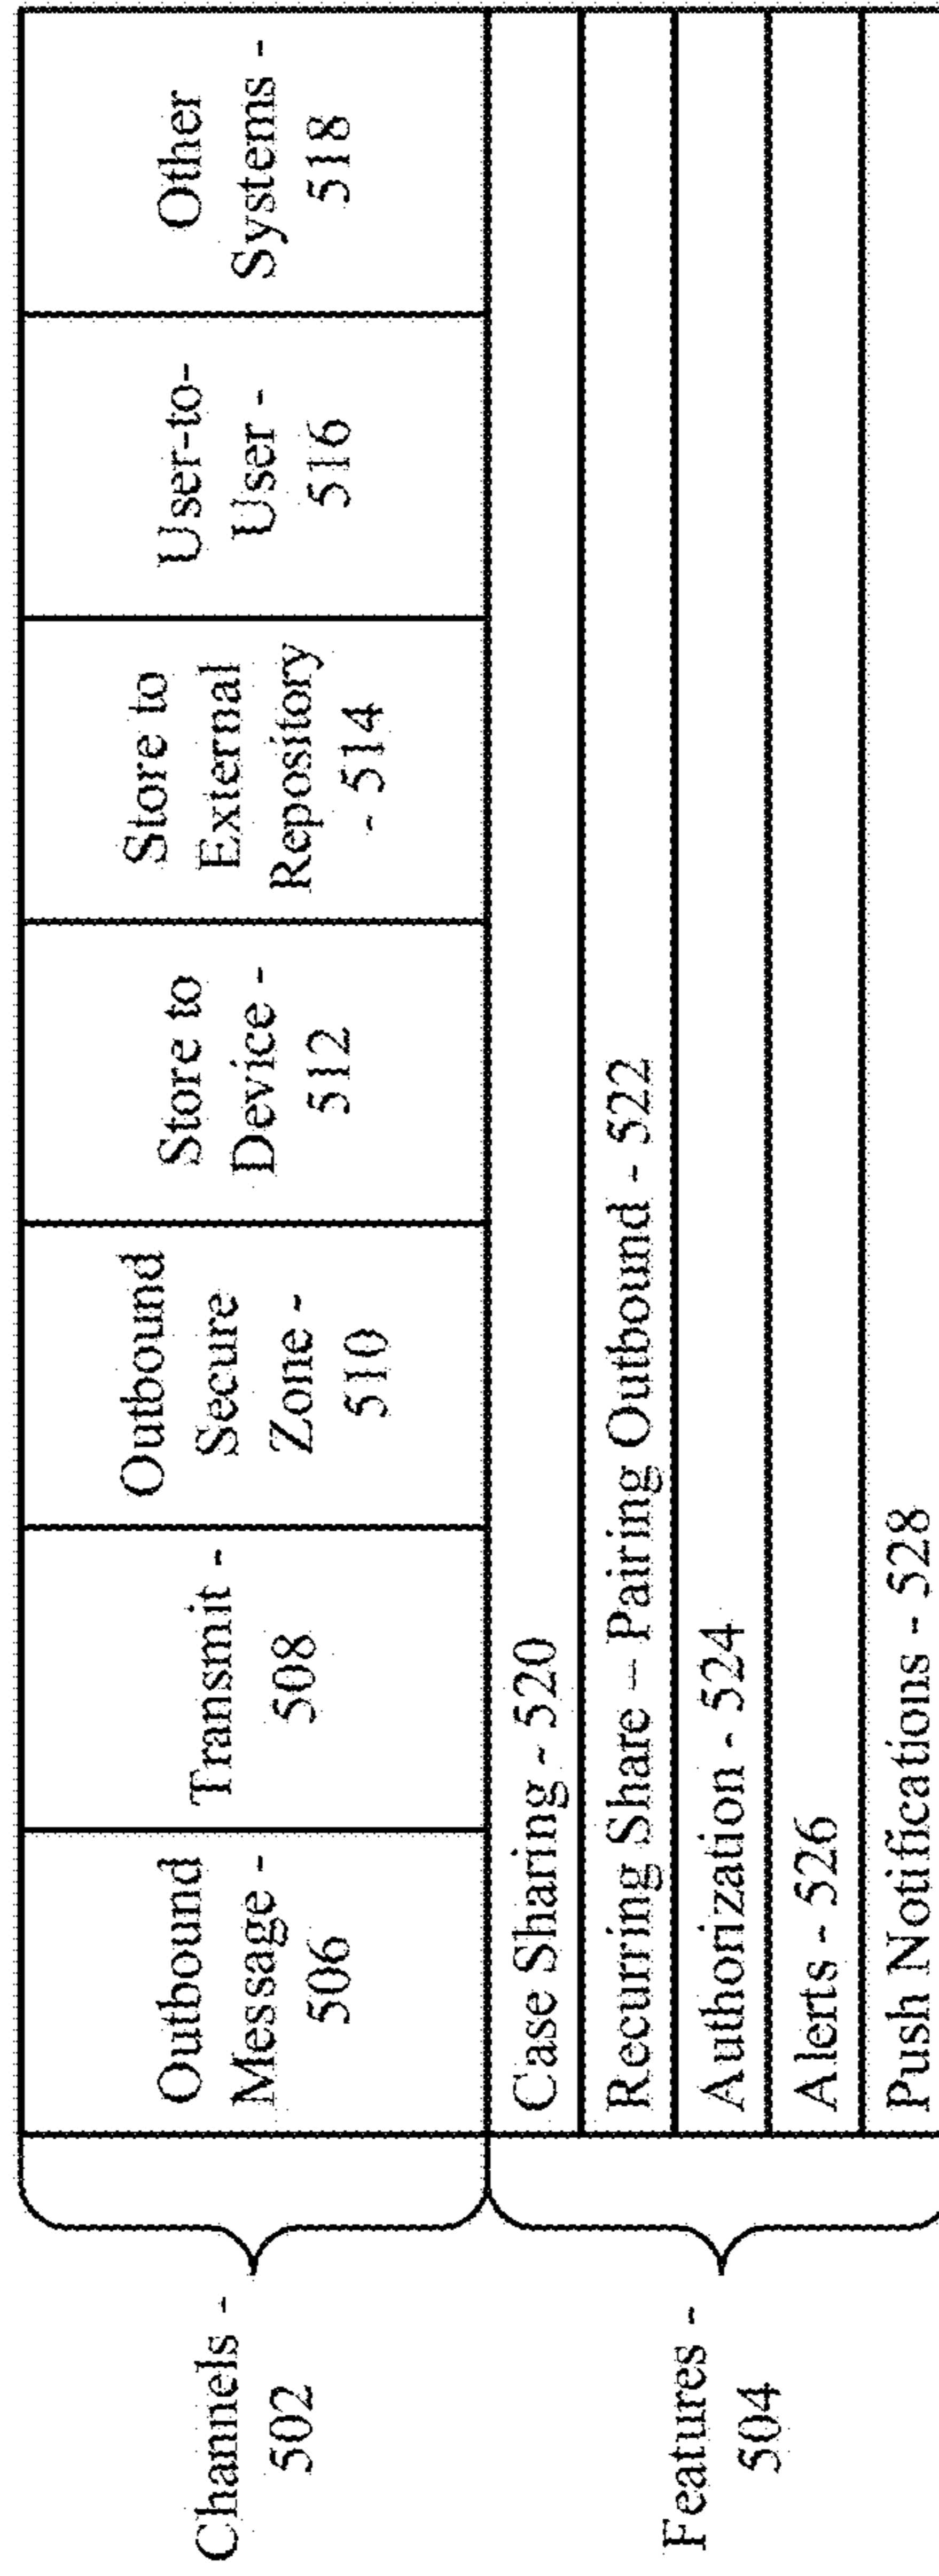 Channels -
502
Outbound
Message -
506
Transmit -
508
Outbound
Secure
Zone -
510
Store to
Device -
512
Store to
External
Repository
- 514
User-to-
User -
516
Other
Systems -
518
Features -
504
Case Sharing - 520
Recurring Share – Pairing Outbound - 522
Authorization - 524
Alerts - 526
Push Notifications - 528